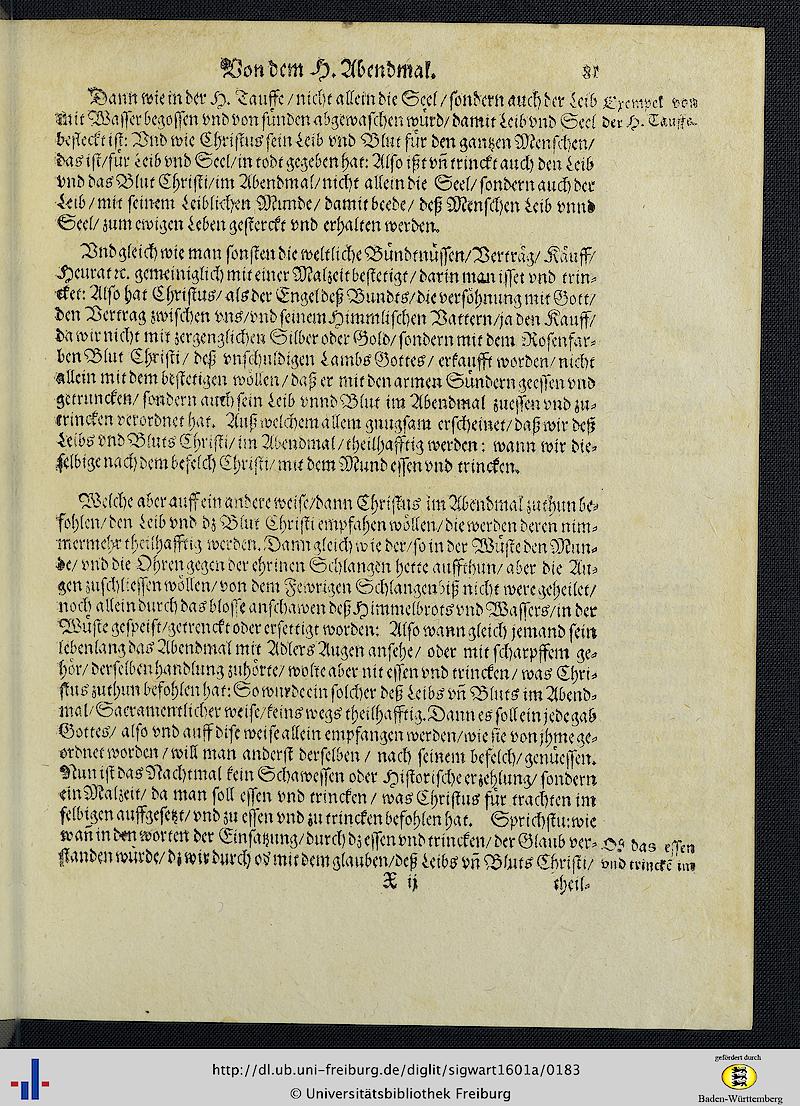 Von dem H. Abendmal. 81
Dann wie in der H. Tauffe / nicht allein die Seel / sondern auch der Leib
mit Wasser begossen vnd von sünden abgewaschen würd / damit Leib vnd Seel
besteckt ist: Vnd wie Christus sein Leib vnd Blut für den gantzen Menschen /
das ist / für Leib vnd Seel / in todt gegeben hat: Also ißt vñ trinckt auch den Leib
vnd das Blut Christi / im Abendmal / nicht allein die Seel / sondern auch der
Leib / mit seinem Leiblichen Munde / damit beede / deß Menschen Leib vnnd
Seel / zum ewigen Leben gesterckt vnd erhalten werden.
Exempel von
der H. Tauffe.
Vnd gleich wie man sonsten die weltliche Bündtnüssen / Verträg / Käuff /
Heurat ꝛc. gemeiniglich mit einer Malzeit bestetigt / darin man isset vnd trin-
cket: Also hat Christus / als der Engel deß Bundts / die versöhnung mit Gott /
den Vertrag zwischen vns / vnd seinem Himmlischen Vattern / ja den Kauff /
da wir nicht mit zergenglichen Silber oder Gold / sondern mit dem Rosenfar-
ben Blut Christi / deß vnschuldigen Lambs Gottes / erkaufft worden / nicht
allein mit dem bestetigen wöllen / daß er mit den armen Sündern geessen vnd
getruncken / sondern auch sein Leib vnnd Blut im Abendmal zuessen vnd zu-
trincken verordnet hat. Auß welchem allem gnugsam erscheinet / daß wir deß
Leibs vnd Bluts Christi / im Abendmal / theilhafftig werden: wann wir die-
selbige nach dem befelch Christi / mit dem Mund essen vnd trincken.
Welche aber auff ein andere weise / dann Christus im Abendmal zuthun be-
fohlen / den Leib vnd dz Blut Christi empfahen wöllen / die werden deren nim-
mermehr theilhafftig werden. Dann gleich wie der / so in der Wüste den Mun-
de / vnd die Ohren gegen der ehrinen Schlangen hette auffthun / aber die Au-
gen zuschliessen wöllen / von dem Fewrigen Schlangenbiß nicht were geheilet /
noch allein durch das blosse anschawen deß Himmelbrots vnd Wassers / in der
Wüste gespeist / getrenckt oder ersettigt worden: Also wann gleich jemand sein
lebenlang das Abendmal mit Adlers Augen ansehe / oder mit scharpffem ge-
hör / derselben handlung zuhörte / wolte aber nit essen vnd trincken / was Chri-
stus zuthun befohlen hat: So wurde ein solcher deß Leibs vñ Bluts im Abend-
mal / Sacramentlicher weise / keins wegs theilhafftig. Dann es soll ein jede gab
Gottes / also vnd auff dise weise allein empfangen werden / wie sie von jhme ge-
ordnet worden / will man anderst derselben / nach seinem befelch / genüessen.
Nun ist das Nachtmal kein Schawessen oder Historische erzehlung / sondern
ein Malzeit / da man soll essen vnd trincken / was Christus für trachten im
selbigen auffgesetzt / vnd zu essen vnd zu trincken befohlen hat. Sprichstu: wie
wañ in den worten der Einsatzung / durch dz essen vnd trincken / der Glaub ver-
standen würde / dz wir durch oder mit dem glauben / deß Leibs vñ Bluts Christi /
Ob das essen
vnd trinckē im
X ij theil-
http://dl.ub.uni-freiburg.de/diglit/sigwart1601a/0183
© Universitätsbibliothek Freiburg
gefördert durch
Baden-Württemberg